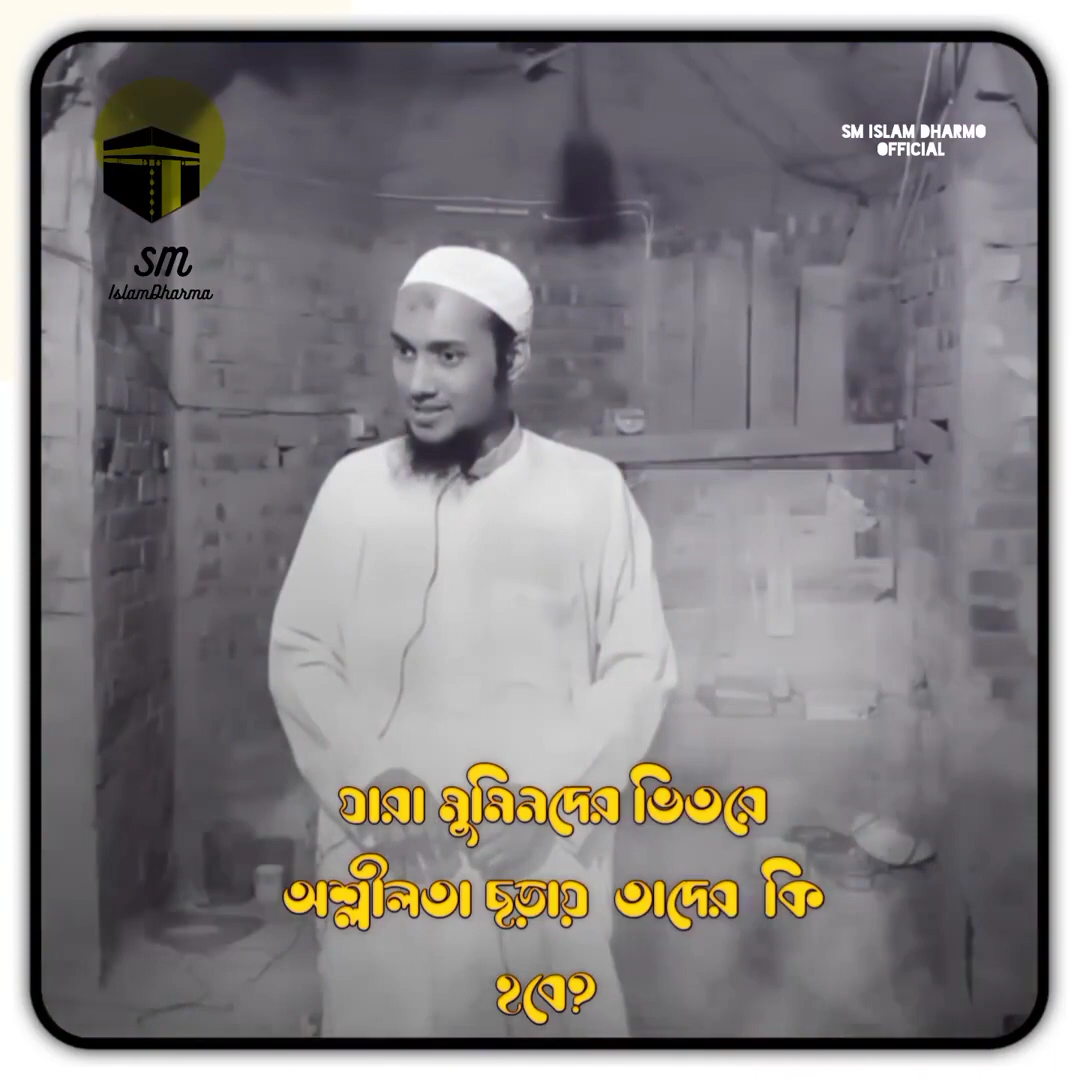 SM ISLAM DHARMO
OFFICIAL
SM
IslamDharma
যারা মুমিনদের ভিতরে
অশ্লীলতা ছড়ায় তাদের কি
হবে?